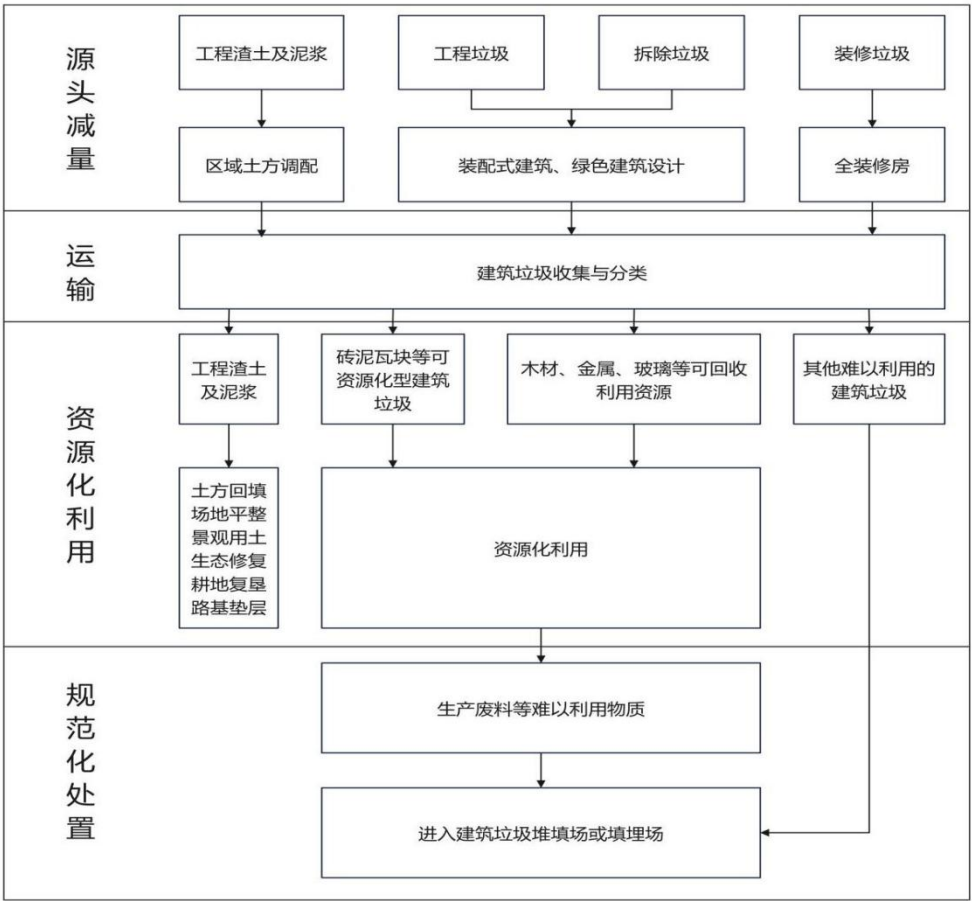 源头减量
工程渣土及泥浆
工程垃圾
拆除垃圾
装修垃圾
区域土方调配
装配式建筑、绿色建筑设计
全装修房
运输
建筑垃圾收集与分类
资源化利用
工程渣土
及泥浆
砖泥瓦块等可
资源化型建筑
垃圾
木材、金属、玻璃等可回收
利用资源
其他难以利用的
建筑垃圾
土方回填
场地平整
景观用土
生态修复
耕地复垦
路基垫层
资源化利用
规范化处置
生产废料等难以利用物质
进入建筑垃圾堆填场或填埋场